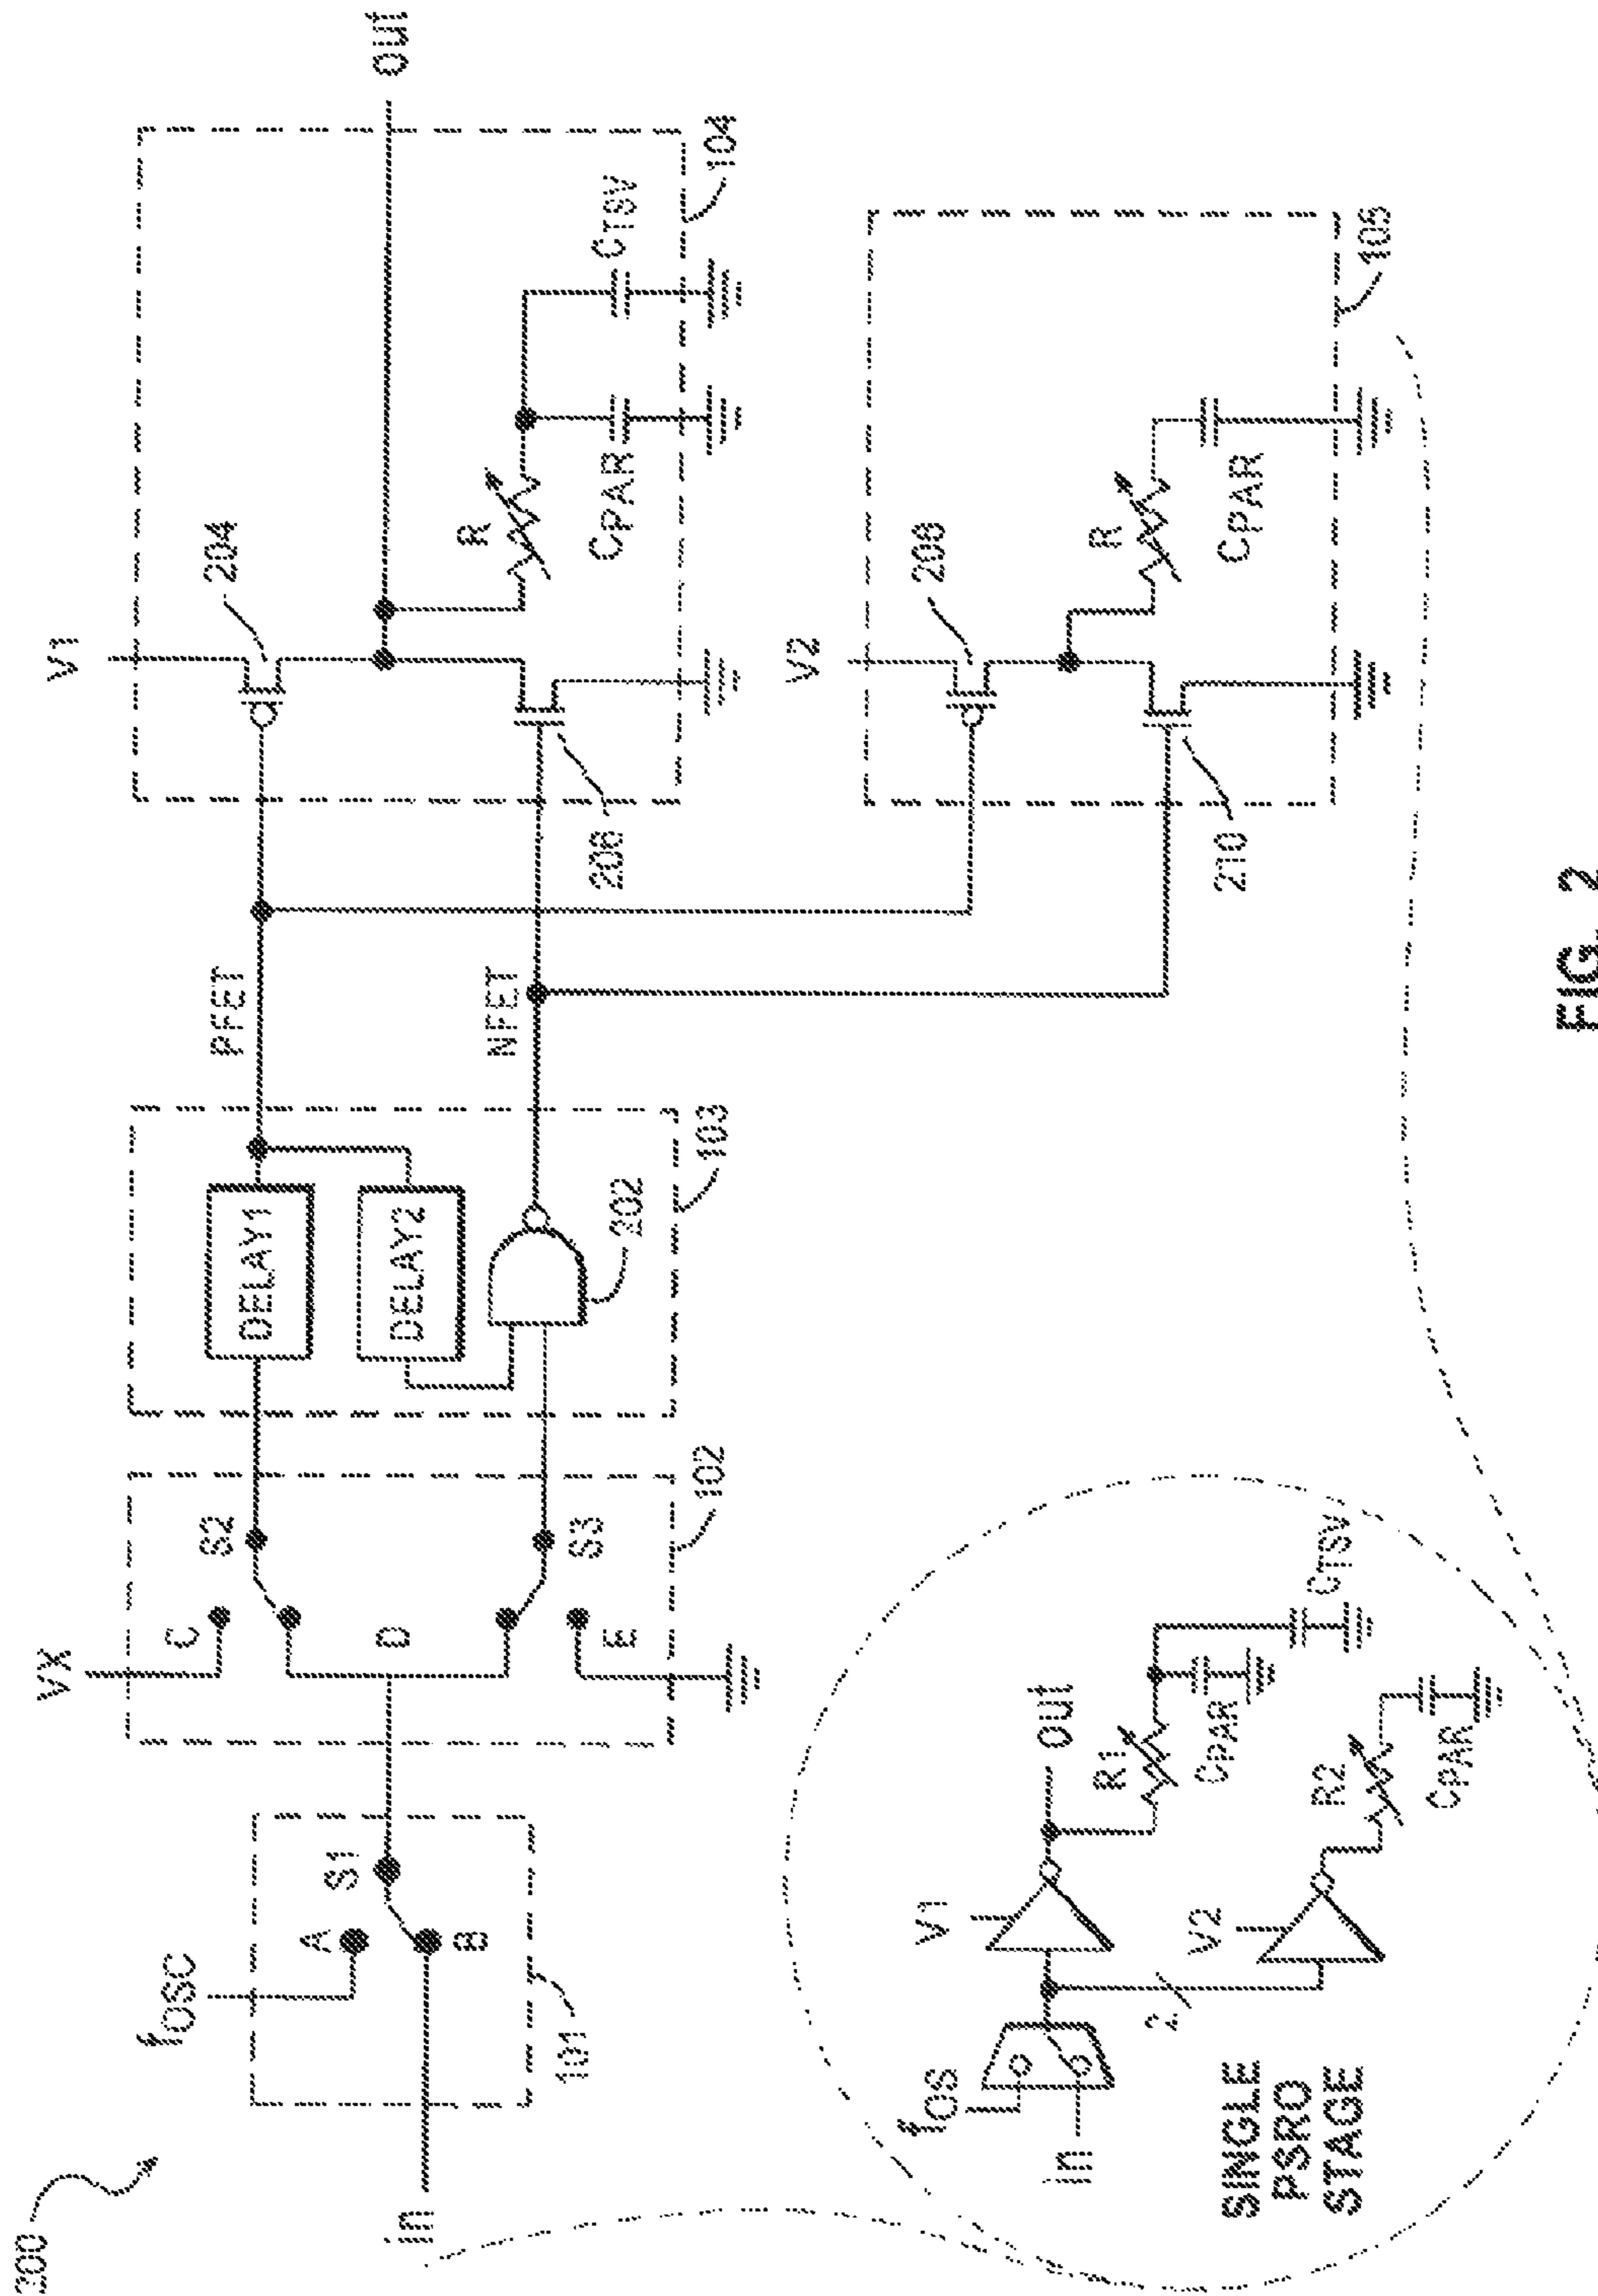 200
in
fOSC
A
B
S1
101
VX
C
D
E
S2
S3
102
DELAY1
DELAY2
202
103
PFET
NFET
V1
204
206
R
CPAR
CTSV
104
out
V2
208
210
R
CPAR
105
fOS
in
2
V1
V2
out
R1
CPAR
CTSV
R2
CPAR
SINGLE
PSRO
STAGE
FIG. 2